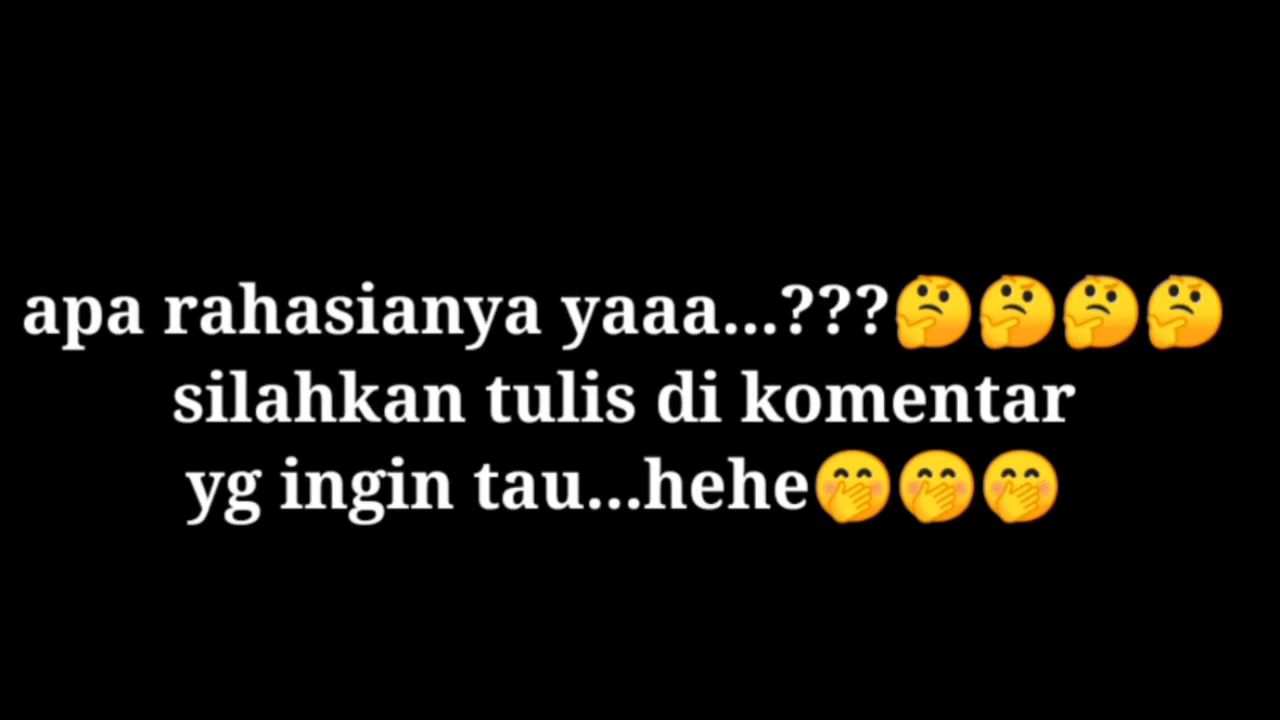 apa rahasianya yaaa...???🤔🤔🤔🤔
silahkan tulis di komentar
yg ingin tau...hehe🤭🤭🤭